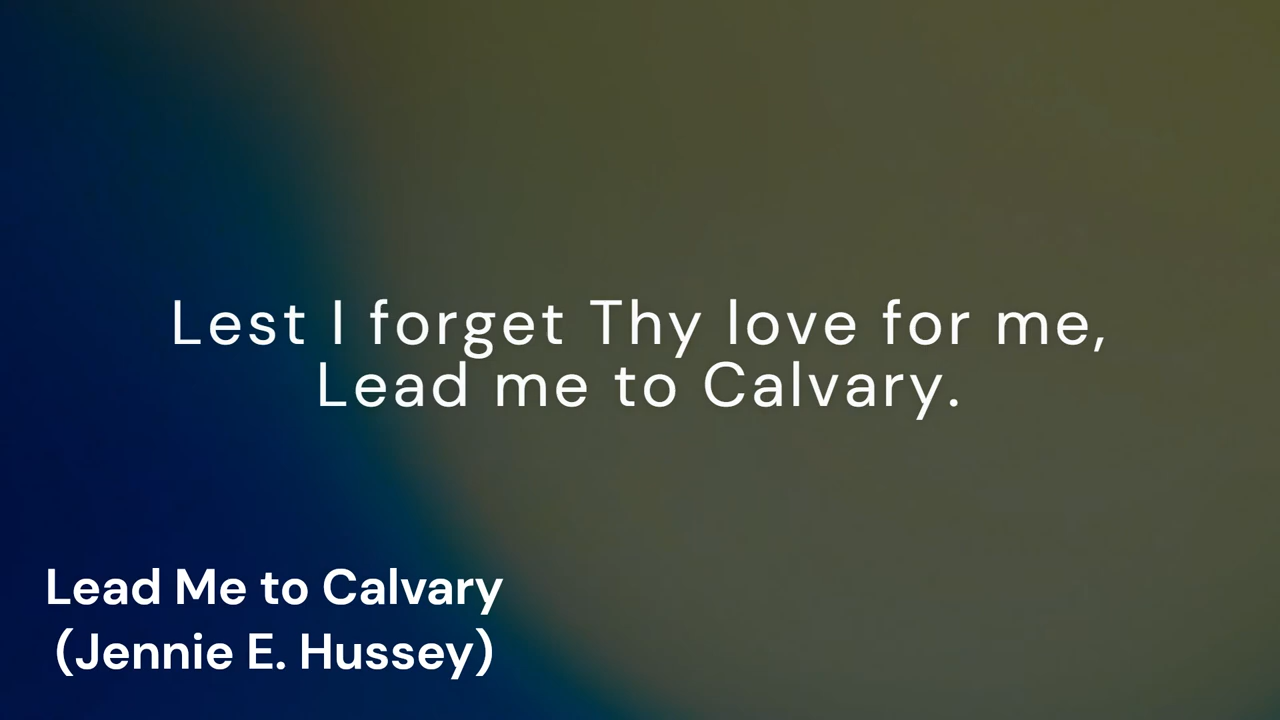 Lest I forget Thy love for me,
Lead me to Calvary.
Lead Me to Calvary
(Jennie E. Hussey)